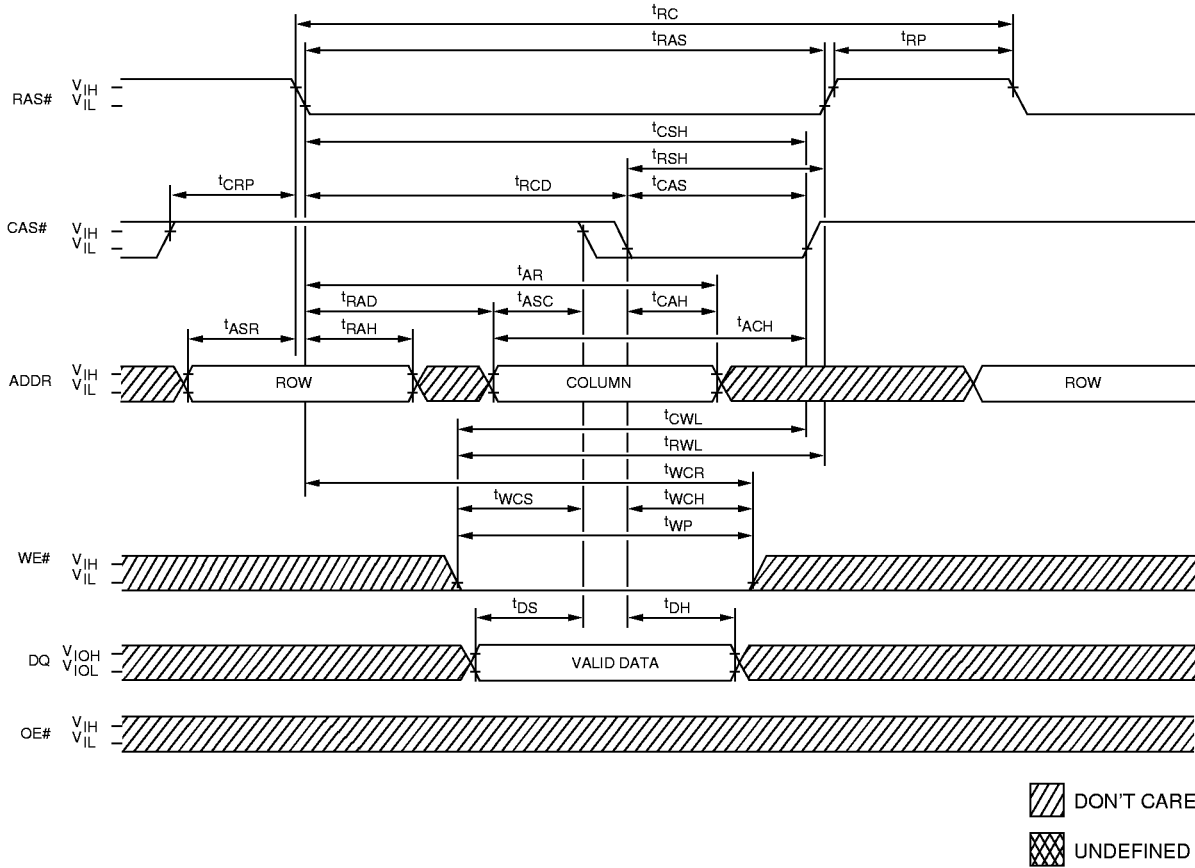 tRC
tRAS
tRP
RAS# VIH
VIL
tCSH
tRSH
tCRP
tRCD
tCAS
CAS# VIH
VIL
tAR
tRAD
tASC
tCAH
tASR
tRAH
tACH
ADDR VIH
VIL
ROW
COLUMN
ROW
tCWL
tRWL
tWCR
tWCS
tWCH
tWP
WE# VIH
VIL
tDS
tDH
DQ VIOH
VIOL
VALID DATA
OE# VIH
VIL
DON'T CARE
UNDEFINED